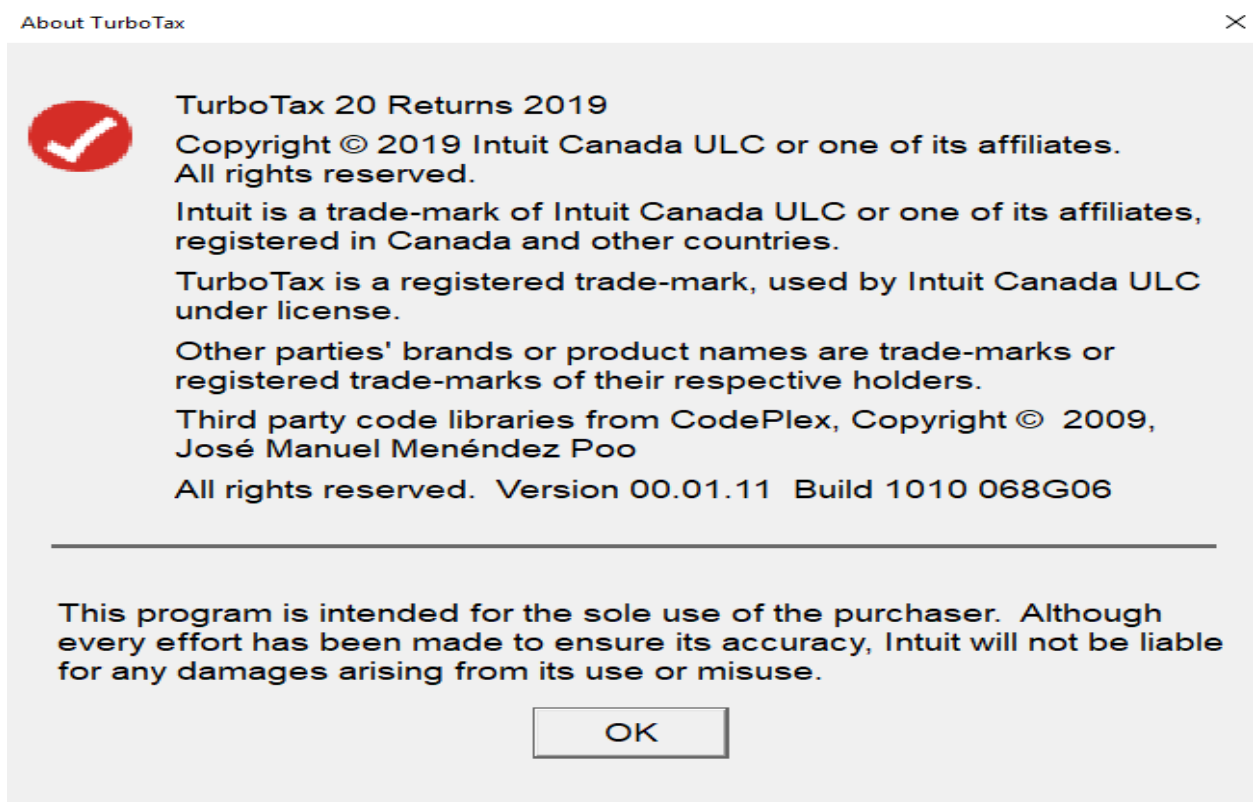 About TurboTax
TurboTax 20 Returns 2019
Copyright © 2019 Intuit Canada ULC or one of its affiliates.
All rights reserved.
Intuit is a trade-mark of Intuit Canada ULC or one of its affiliates,
registered in Canada and other countries.
TurboTax is a registered trade-mark, used by Intuit Canada ULC
under license.
Other parties' brands or product names are trade-marks or
registered trade-marks of their respective holders.
Third party code libraries from CodePlex, Copyright ©  2009,
José Manuel Menéndez Poo
All rights reserved.  Version 00.01.11  Build 1010 068G06
This program is intended for the sole use of the purchaser.  Although
every effort has been made to ensure its accuracy, Intuit will not be liable
for any damages arising from its use or misuse.
OK